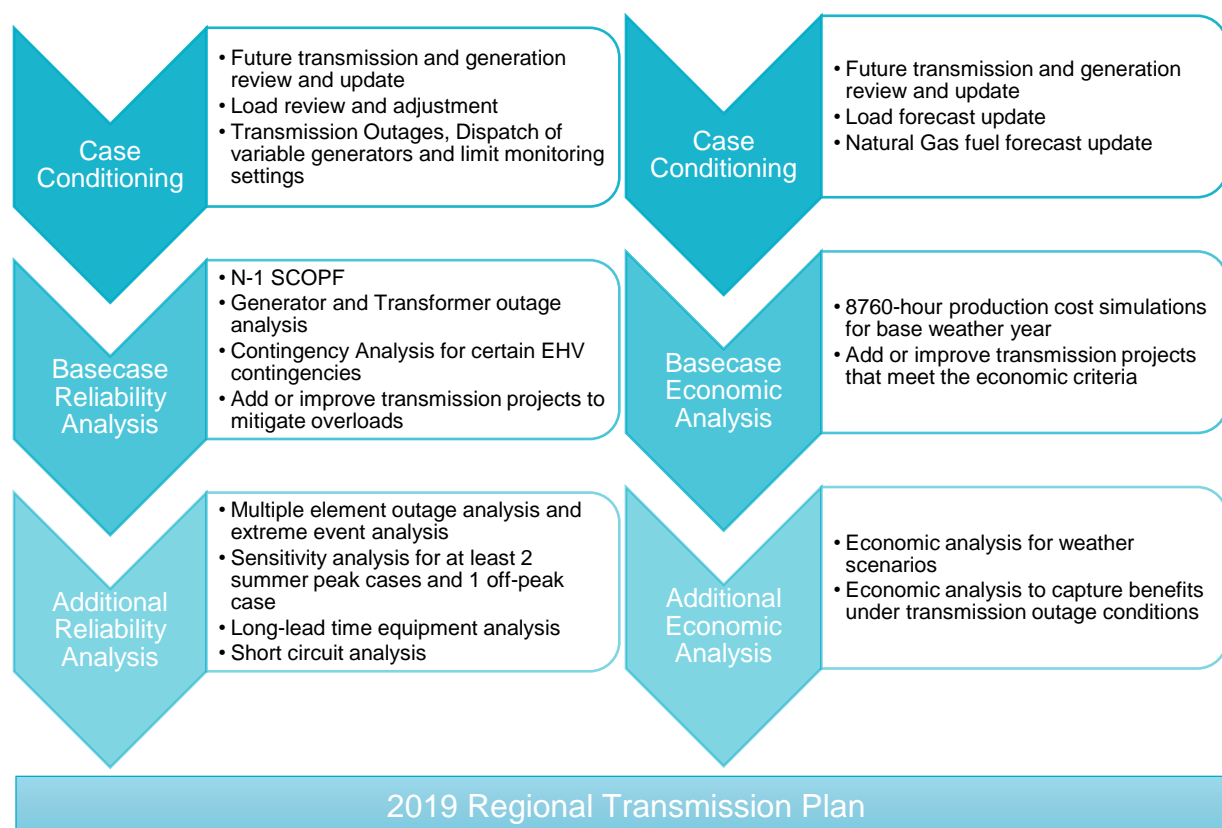 Case
Conditioning
• Future transmission and generation
review and update
• Load review and adjustment
• Transmission Outages, Dispatch of
variable generators and limit monitoring
settings
Basecase
Reliability
Analysis
• N-1 SCOPF
• Generator and Transformer outage
analysis
• Contingency Analysis for certain EHV
contingencies
• Add or improve transmission projects to
mitigate overloads
Additional
Reliability
Analysis
• Multiple element outage analysis and
extreme event analysis
• Sensitivity analysis for at least 2
summer peak cases and 1 off-peak
case
• Long-lead time equipment analysis
• Short circuit analysis
Case
Conditioning
• Future transmission and generation
review and update
• Load forecast update
• Natural Gas fuel forecast update
Basecase
Economic
Analysis
• 8760-hour production cost simulations
for base weather year
• Add or improve transmission projects
that meet the economic criteria
Additional
Economic
Analysis
• Economic analysis for weather
scenarios
• Economic analysis to capture benefits
under transmission outage conditions
2019 Regional Transmission Plan